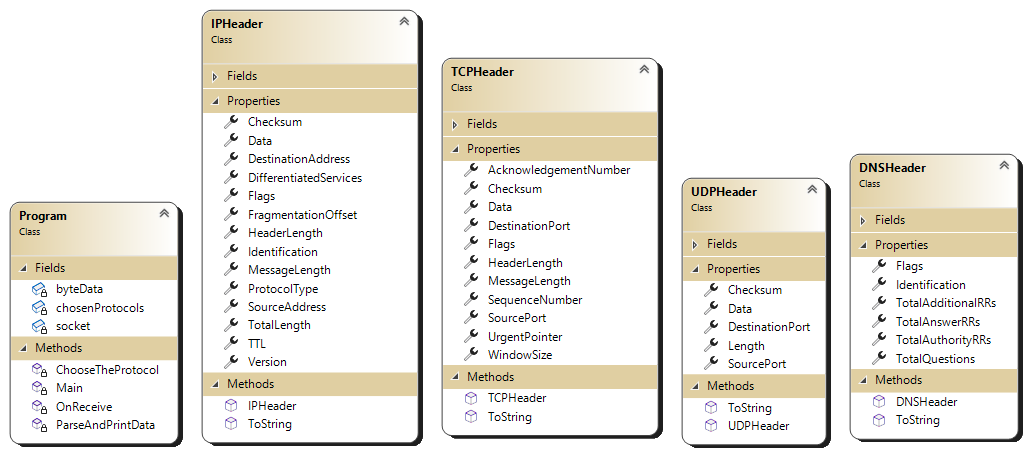 Program
Class
Fields
byteData
chosenProtocols
socket
Methods
ChooseTheProtocol
Main
OnReceive
ParseAndPrintData
IPHeader
Class
Fields
Properties
Checksum
Data
DestinationAddress
DifferentiatedServices
Flags
FragmentationOffset
HeaderLength
Identification
MessageLength
ProtocolType
SourceAddress
TotalLength
TTL
Version
Methods
IPHeader
ToString
TCPHeader
Class
Fields
Properties
AcknowledgementNumber
Checksum
Data
DestinationPort
Flags
HeaderLength
MessageLength
SequenceNumber
SourcePort
UrgentPointer
WindowSize
Methods
TCPHeader
ToString
UDPHeader
Class
Fields
Properties
Checksum
Data
DestinationPort
Length
SourcePort
Methods
ToString
UDPHeader
DNSHeader
Class
Fields
Properties
Flags
Identification
TotalAdditionalRRs
TotalAnswerRRs
TotalAuthorityRRs
TotalQuestions
Methods
DNSHeader
ToString